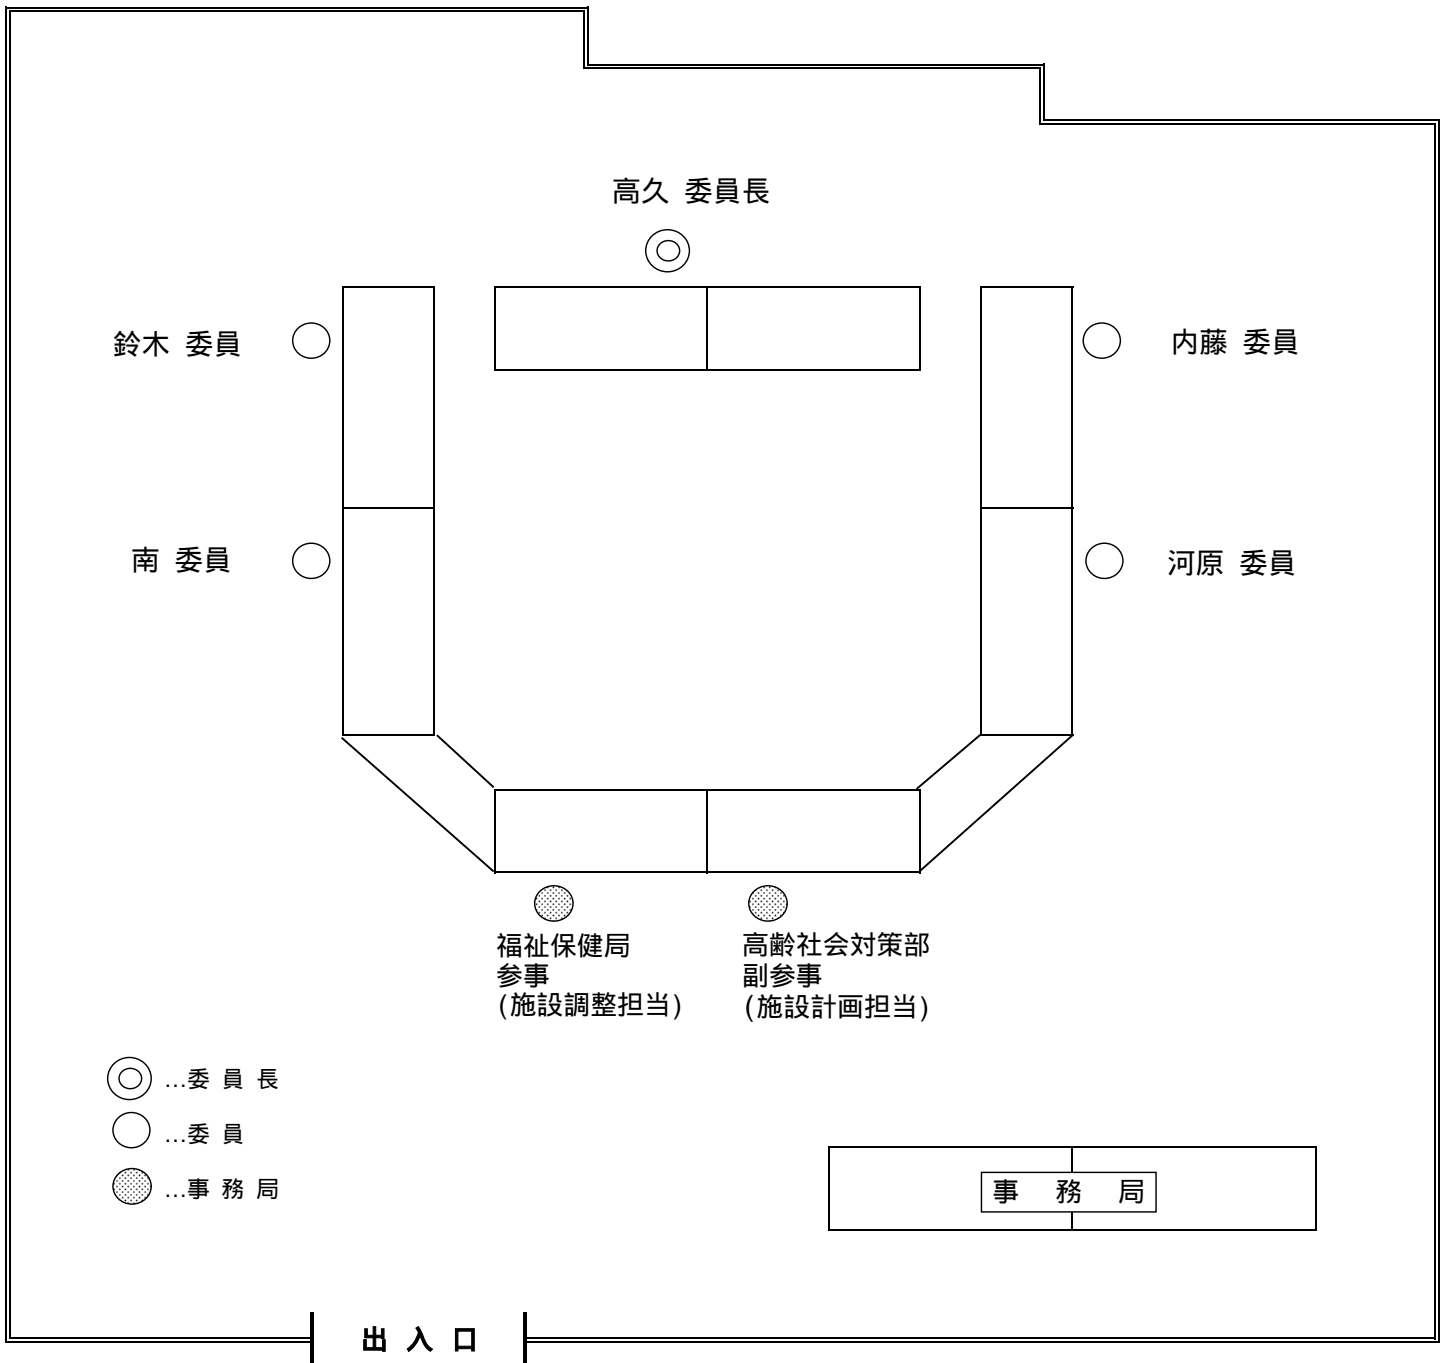 高久 委員長
鈴木 委員
内藤 委員
南 委員
河原 委員
福祉保健局
参事
(施設調整担当)
高齢社会対策部
副参事
(施設計画担当)
…委 員 長
…委 員
…事 務 局
事 務 局
出 入 口